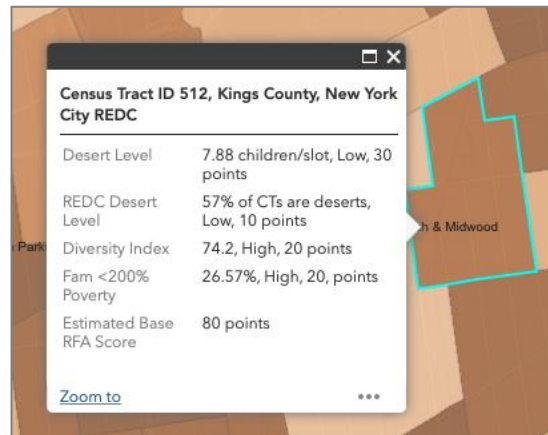 Census Tract ID 512, Kings County, New York
City REDC
Desert Level 7.88 children/slot, Low, 30
points
REDC Desert 57% of CTs are deserts,
Level Low, 10 points
Diversity Index 74.2, High, 20 points
Fam <200% 26.57%, High, 20, points
Poverty
Estimated Base 80 points
RFA Score
Zoom to
Park
h & Midwood